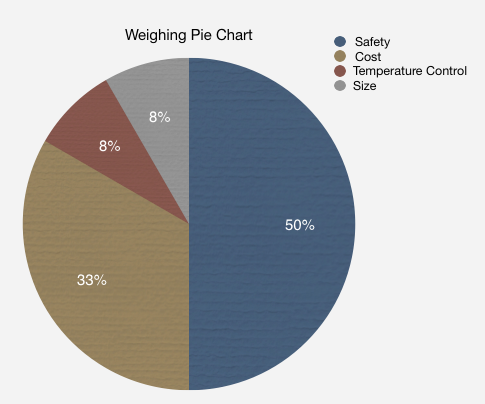 Weighing Pie Chart
Safety
Cost
Temperature Control
Size
8%
8%
50%
33%